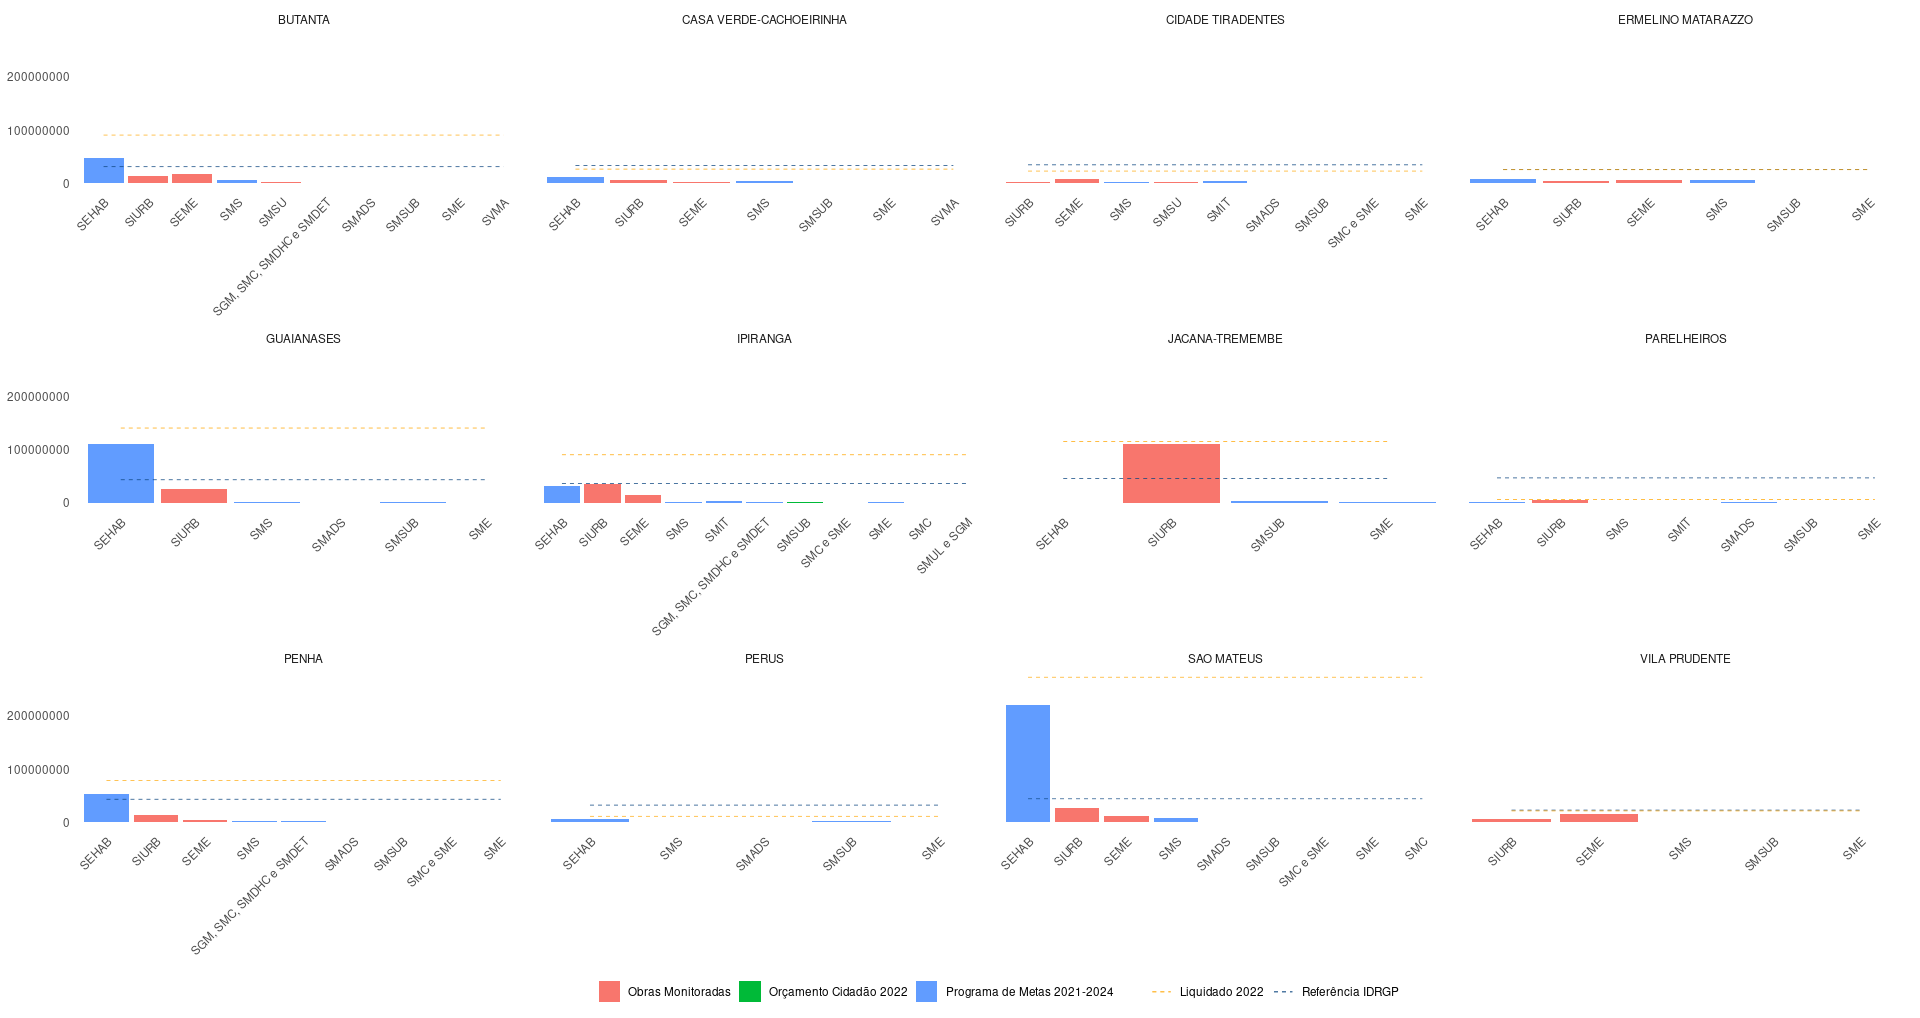 BUTANTA
CASA VERDE-CACHOEIRINHA
CIDADE TIRADENTES
ERMELINO MATARAZZO
200000000
100000000
0
SEHAB
SIURB
SEME
SMS
SMSU
SGM, SMC, SMDHC e SMDET
SMADS
SMSUB
SME
SVMA
SEHAB
SIURB
SEME
SMS
SMSUB
SME
SVMA
SIURB
SEME
SMS
SMSU
SMIT
SMADS
SMSUB
SMC e SME
SME
SEHAB
SIURB
SEME
SMS
SMSUB
SME
GUAIANASES
IPIRANGA
JACANA-TREMEMBE
PARELHEIROS
200000000
100000000
0
SEHAB
SIURB
SMS
SMADS
SMSUB
SME
SEHAB
SIURB
SEME
SMS
SMIT
SGM, SMC, SMDHC e SMDET
SMSUB
SMC e SME
SME
SMC
SMUL e SGM
SEHAB
SIURB
SMSUB
SME
SEHAB
SIURB
SMS
SMIT
SMADS
SMSUB
SME
PENHA
PERUS
SAO MATEUS
VILA PRUDENTE
200000000
100000000
0
SEHAB
SIURB
SEME
SMS
SGM, SMC, SMDHC e SMDET
SMADS
SMSUB
SMC e SME
SME
SEHAB
SMS
SMADS
SMSUB
SME
SEHAB
SIURB
SEME
SMS
SMADS
SMSUB
SMC e SME
SME
SMC
SIURB
SEME
SMS
SMSUB
SME
Obras Monitoradas
Orçamento Cidadão 2022
Programa de Metas 2021-2024
Liquidado 2022
Referência IDRGP